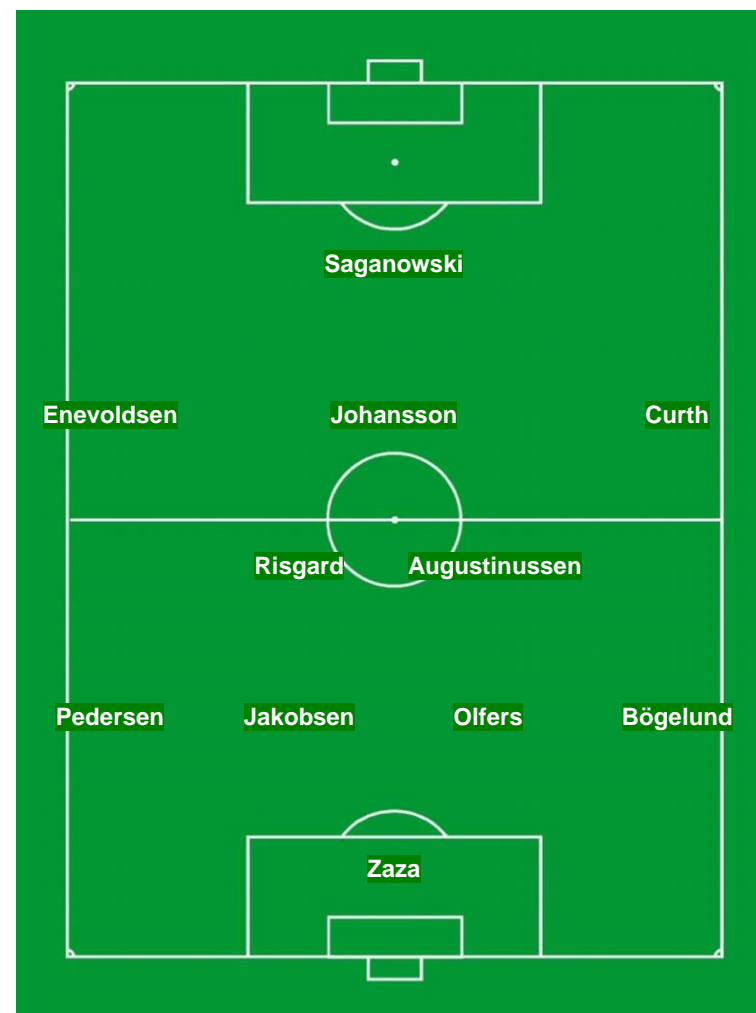 Saganowski
Enevoldsen Johansson Curth
Risgard Augustinussen
Pedersen Jakobsen Olfers Bögelund
Zaza